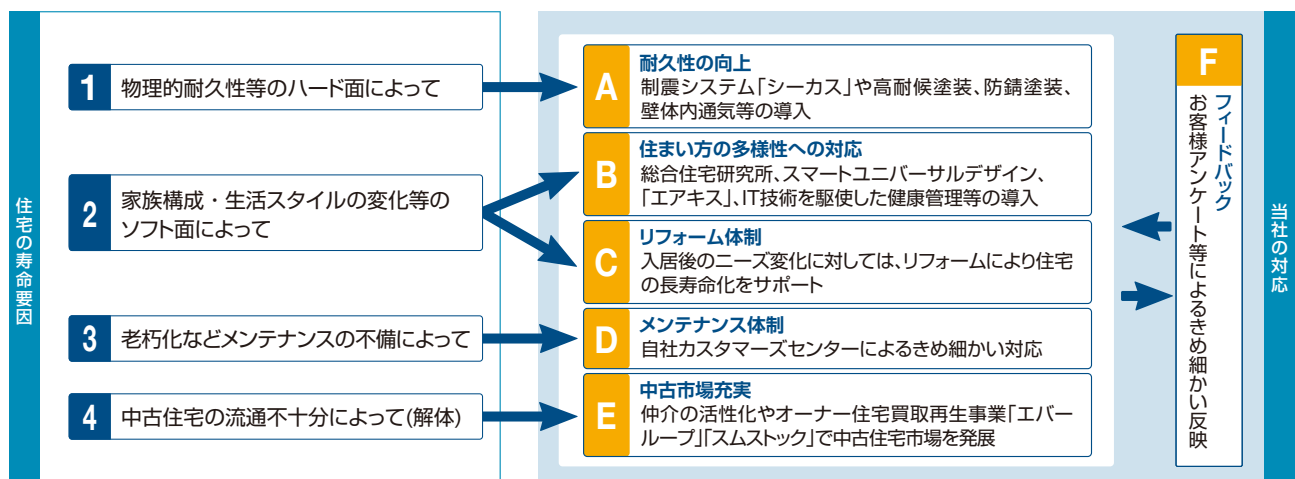 住宅の寿命要因
1 物理的耐久性等のハード面によって
2 家族構成・生活スタイルの変化等の
ソフト面によって
3 老朽化などメンテナンスの不備によって
4 中古住宅の流通不十分によって(解体)
A 耐久性の向上
制震システム「シーカス」や高耐候塗装、防錆塗装、
壁体内通気等の導入
B 住まい方の多様性への対応
総合住宅研究所、スマートユニバーサルデザイン、
「エアキス」、IT技術を駆使した健康管理等の導入
C リフォーム体制
入居後のニーズ変化に対しては、リフォームにより住宅
の長寿命化をサポート
D メンテナンス体制
自社カスタマーズセンターによるきめ細かい対応
E 中古市場充実
仲介の活性化やオーナー住宅買取再生事業「エバー
ループ」「スムストック」で中古住宅市場を発展
F
フィードバック
お客様アンケート等によるきめ細かい反映
当社の対応